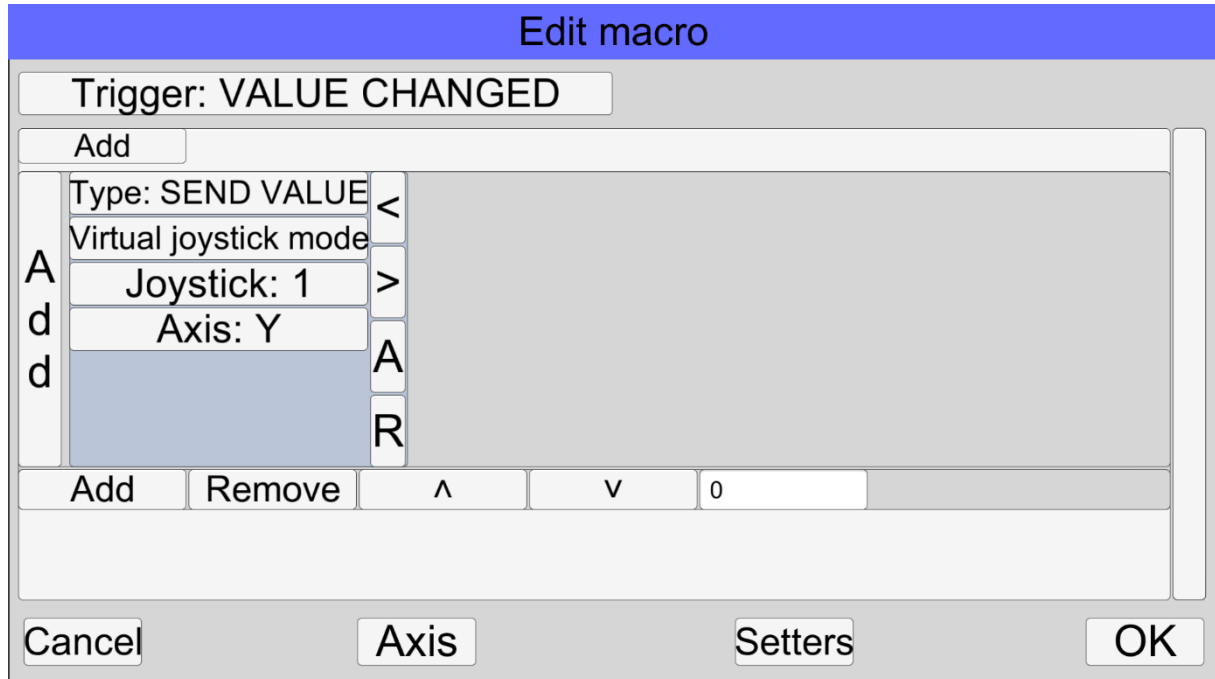 Edit macro
Trigger: VALUE CHANGED
Add
Add
Type: SEND VALUE
<
Virtual joystick mode
Joystick: 1
>
Axis: Y
A
R
Add
Remove
^
v
0
Cancel
Axis
Setters
OK